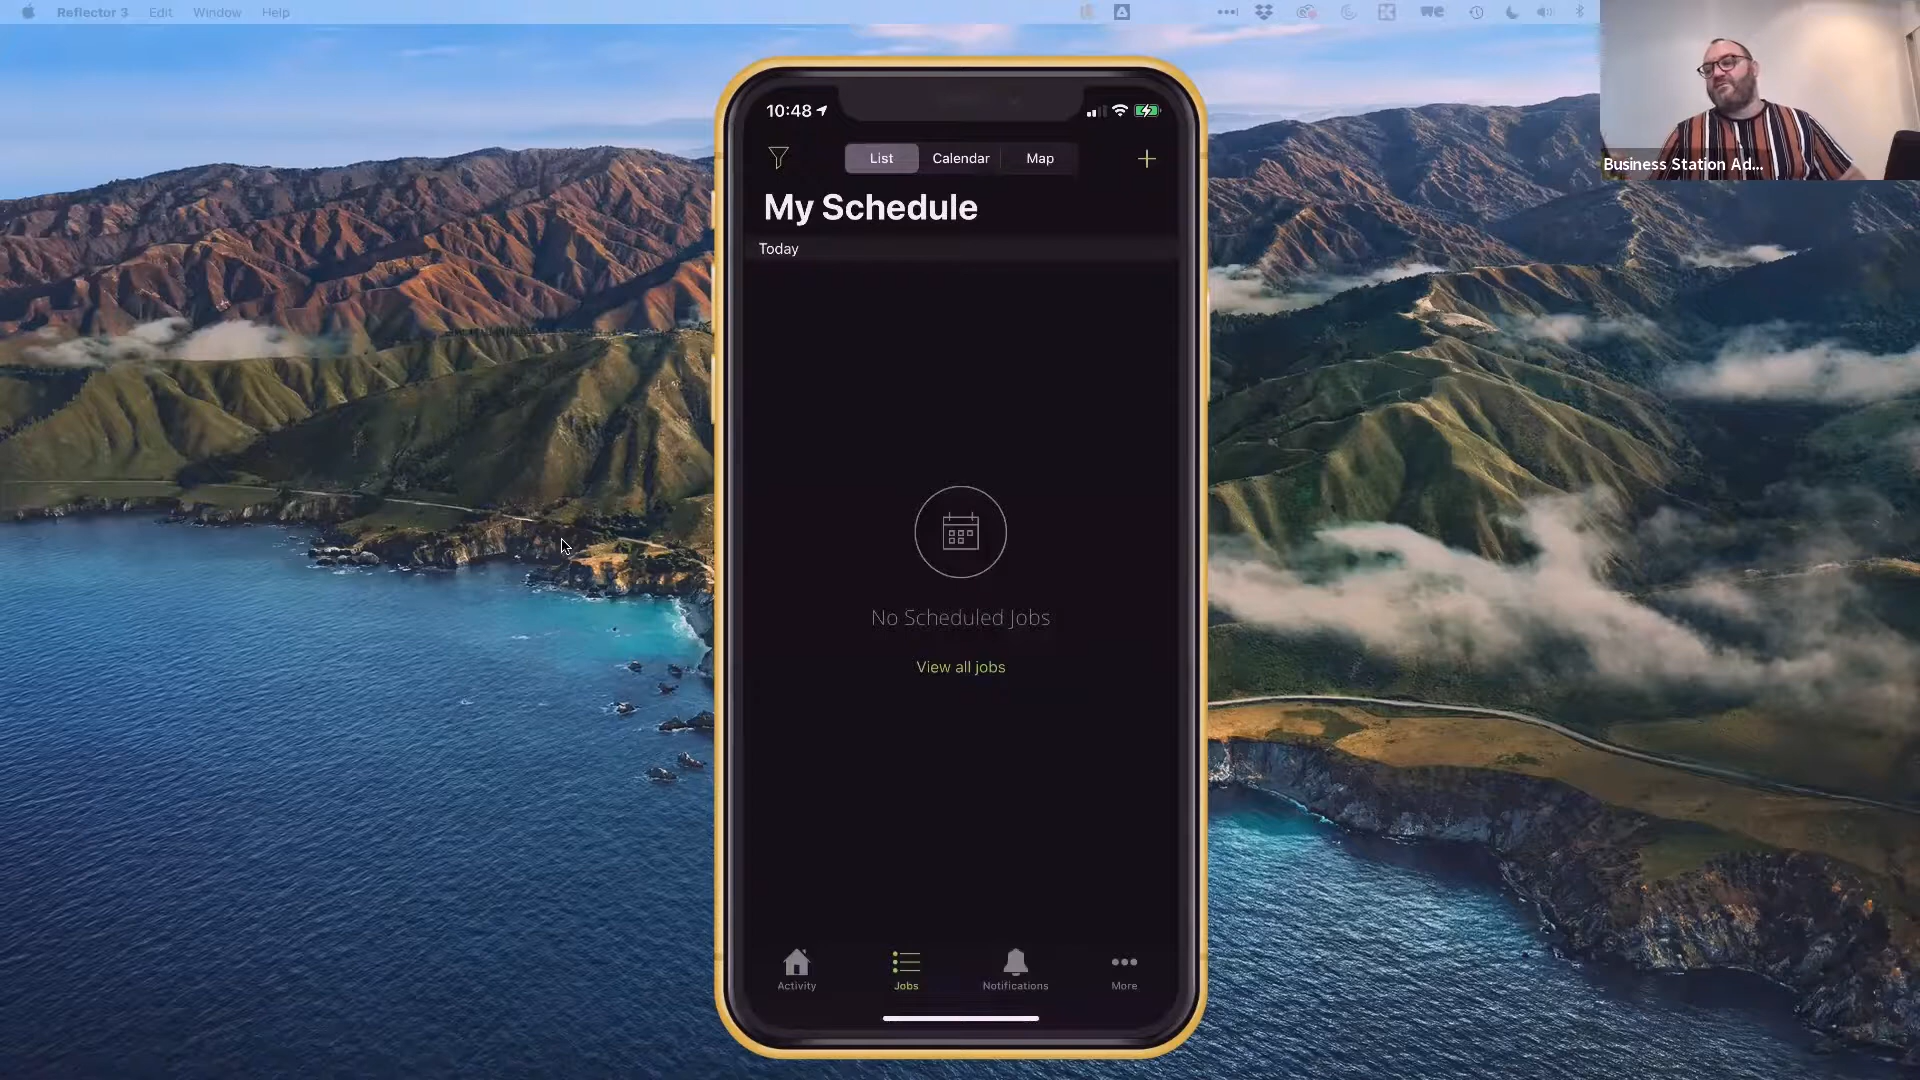 Reflector 3 Edit Window Help
Business Station Ad...
10:48
List Calendar Map
My Schedule
Today
No Scheduled Jobs
View all jobs
Activity Jobs Notifications More